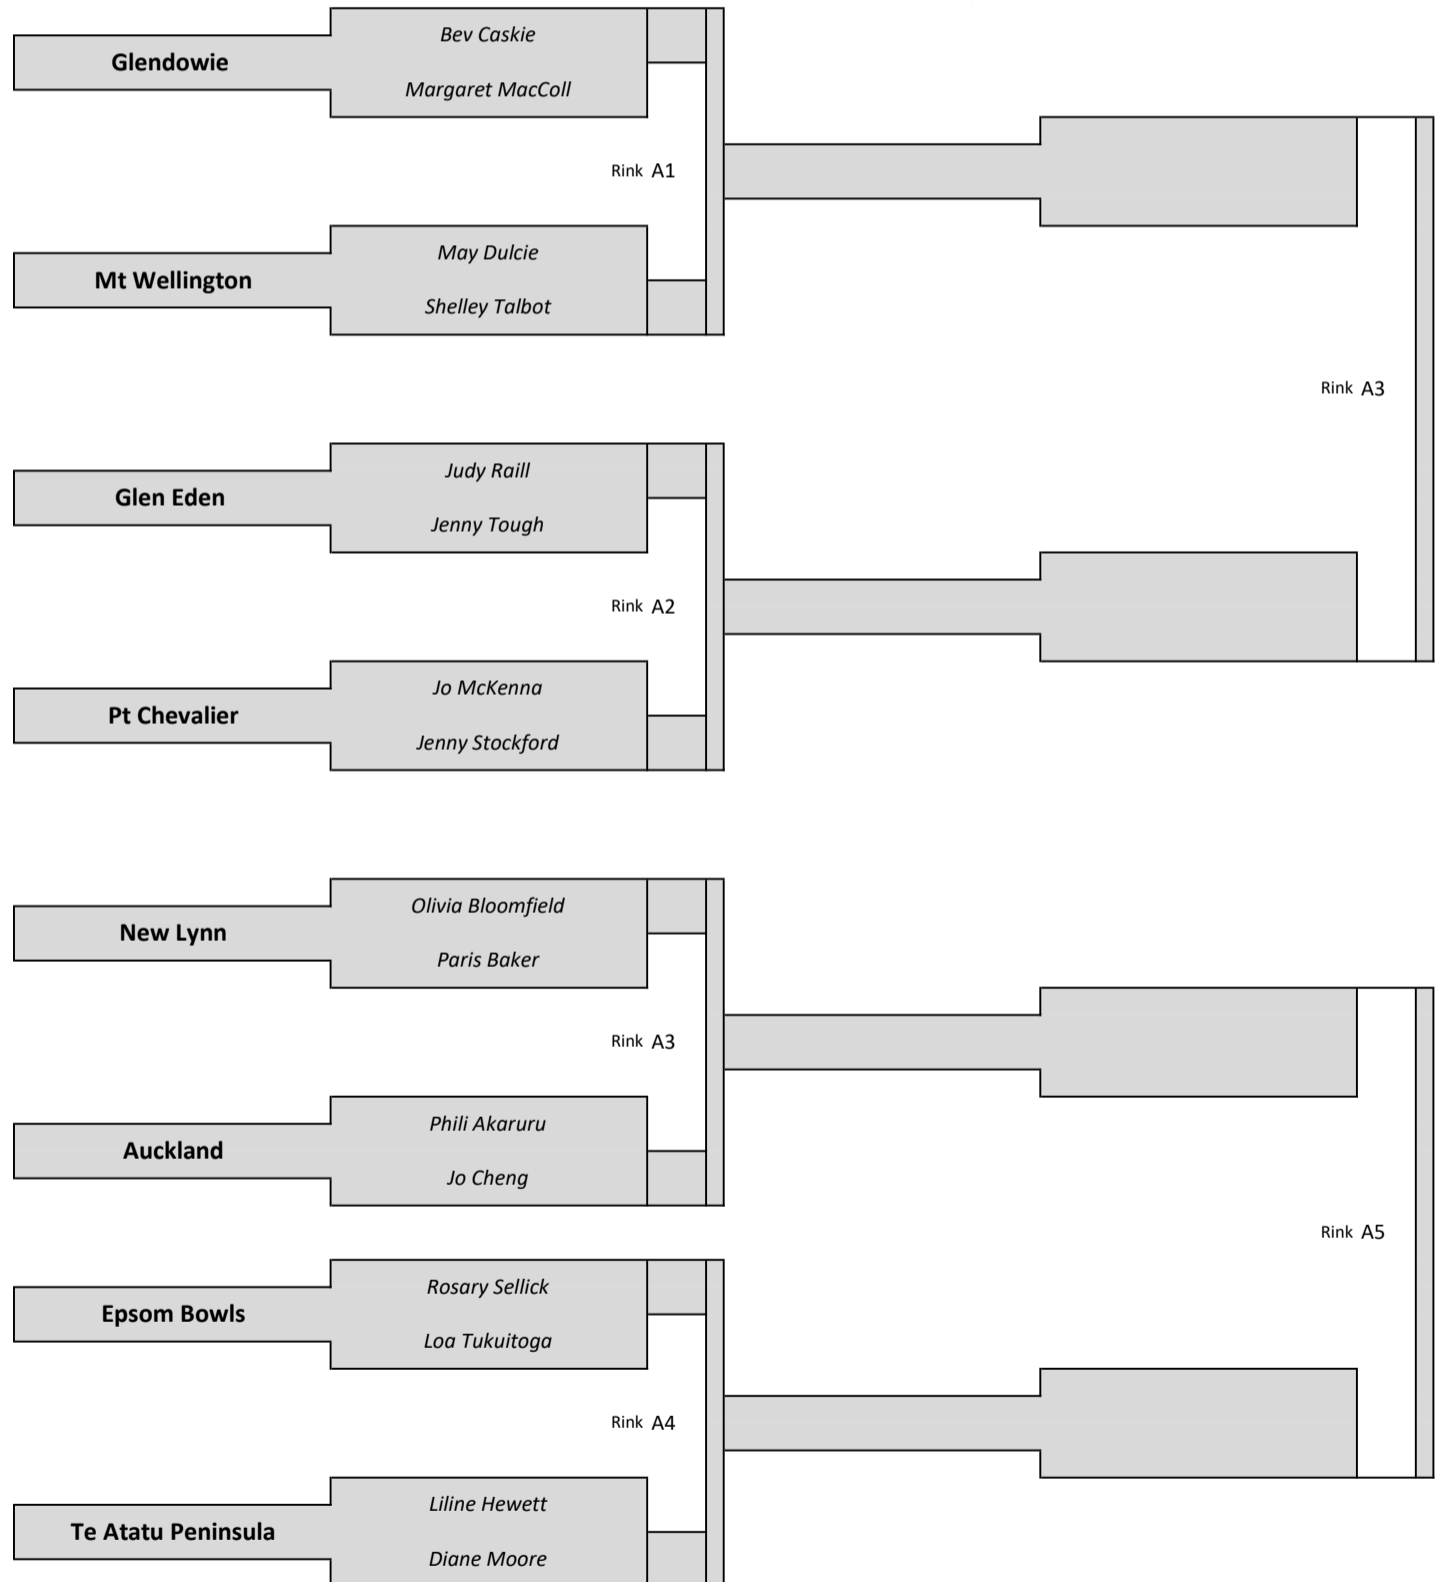 Bev Caskie
Glendowie
Margaret MacColl
Rink A1
May Dulcie
Mt Wellington
Shelley Talbot
Rink A3
Judy Raill
Glen Eden
Jenny Tough
Rink A2
Jo McKenna
Pt Chevalier
Jenny Stockford
Olivia Bloomfield
New Lynn
Paris Baker
Rink A3
Phili Akaruru
Auckland
Jo Cheng
Rink A5
Rosary Sellick
Epsom Bowls
Loa Tukuitoga
Rink A4
Liline Hewett
Te Atatu Peninsula
Diane Moore